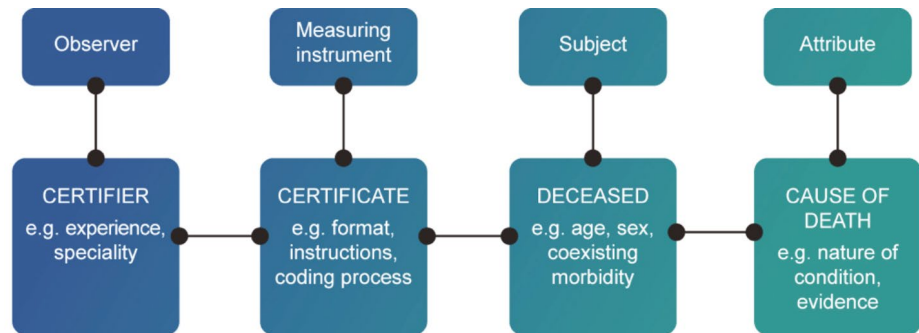 Observer
Measuring
instrument
Subject
Attribute
CERTIFIER
e.g. experience,
speciality
CERTIFICATE
e.g. format,
instructions,
coding process
DECEASED
e.g. age, sex,
coexisting
morbidity
CAUSE OF
DEATH
e.g. nature of
condition,
evidence